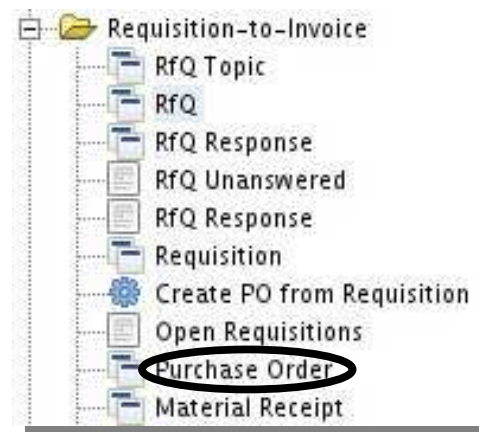 Requisition-to-Invoice
RfQ Topic
RfQ
RfQ Response
RfQ Unanswered
RfQ Response
Requisition
Create PO from Requisition
Open Requisitions
Purchase Order
Material Receipt